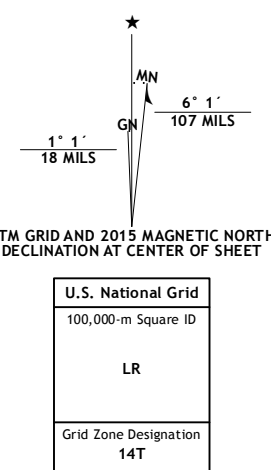 ★
MN
GN
6° 1´
107 MILS
1° 1´
18 MILS
TM GRID AND 2015 MAGNETIC NORTH
DECLINATION AT CENTER OF SHEET
U.S. National Grid
100,000-m Square ID
LR
Grid Zone Designation
14T